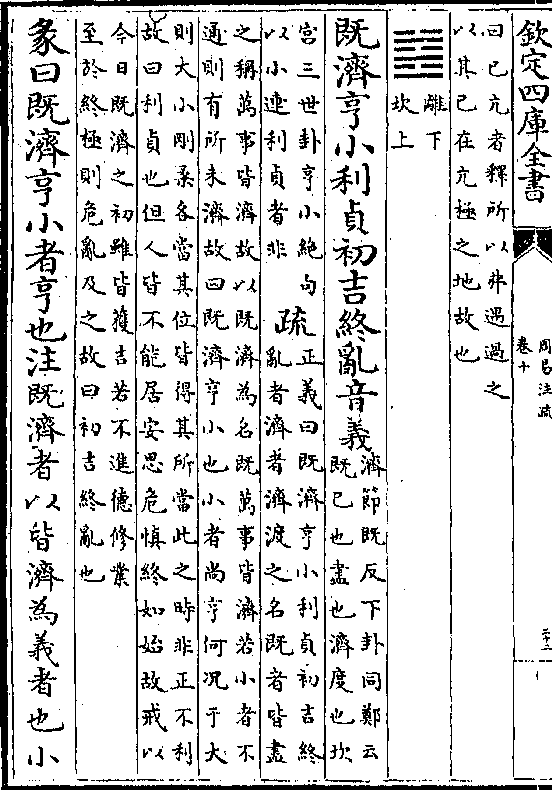 欽定四庫全書
周易注疏
卷十
曰已亢者釋所以弗遇過之
以其已在亢極之地故也
離下
坎上
既濟亨小利貞初吉終亂音義
濟節既反下卦同鄭云
既已也盡也濟度也坎
宮三世卦亨小絶句
以小連利貞者非
疏
正義曰既濟亨小利貞初吉終
亂者濟者濟渡之名既者皆盡
之稱萬事皆濟故以既濟為名既萬事皆濟若小者不
通則有所未濟故曰既濟亨小也小者尚亨何况于大
則大小剛柔各當其位皆得其所當此之時非正不利
故曰利貞也但人皆不能居安思危慎終如始故戒以
今日既濟之初雖皆獲吉若不進德修業
至於終極則危亂及之故曰初吉終亂也
彖曰既濟亨小者亨也注既濟者以皆濟為義者也小